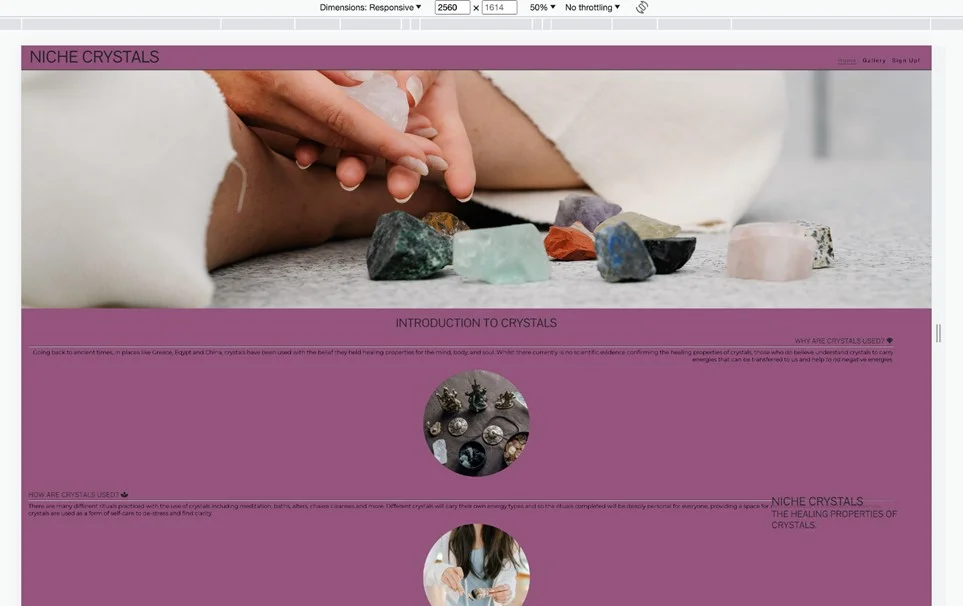 Dimensions: Responsive ▼ 2560 × 1614 50% ▼ No throttling ▼
NICHE CRYSTALS
Home Gallery Sign Up!
INTRODUCTION TO CRYSTALS
WHY ARE CRYSTALS USED?
Going back to ancient times, in places like Greece, Egypt and China, crystals have been used with the belief they held healing properties for the mind, body and soul. Whilst there currently is no scientific evidence confirming the healing properties of crystals, those who do believe understand crystals to carry
energies that can be transferred to us and help to rid negative energies.
HOW ARE CRYSTALS USED?
There are many different rituals practiced with the use of crystals including meditation, baths, altars, chakra cleanses and more. Different crystals will carry their own energy types and so the rituals completed will be deeply personal for everyone, providing a space for
crystals are used as a form of self-care to de-stress and find clarity.
NICHE CRYSTALS
THE HEALING PROPERTIES OF
CRYSTALS.